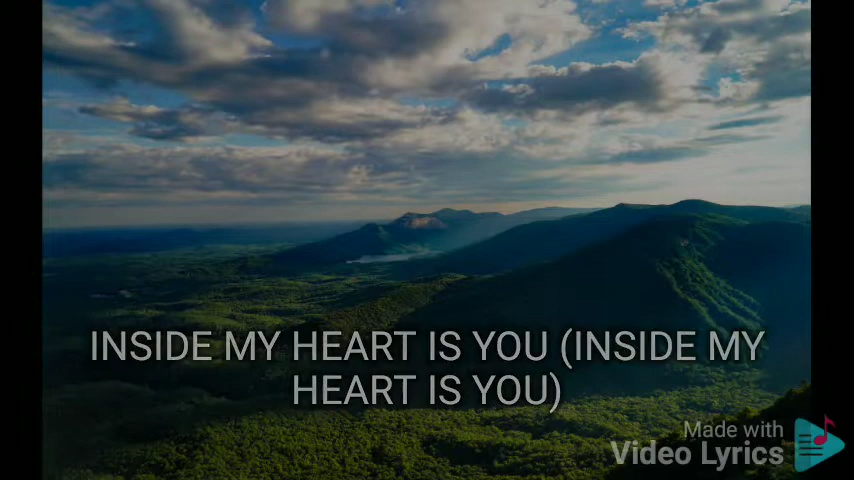 INSIDE MY HEART IS YOU (INSIDE MY
HEART IS YOU)
Made with
Video Lyrics